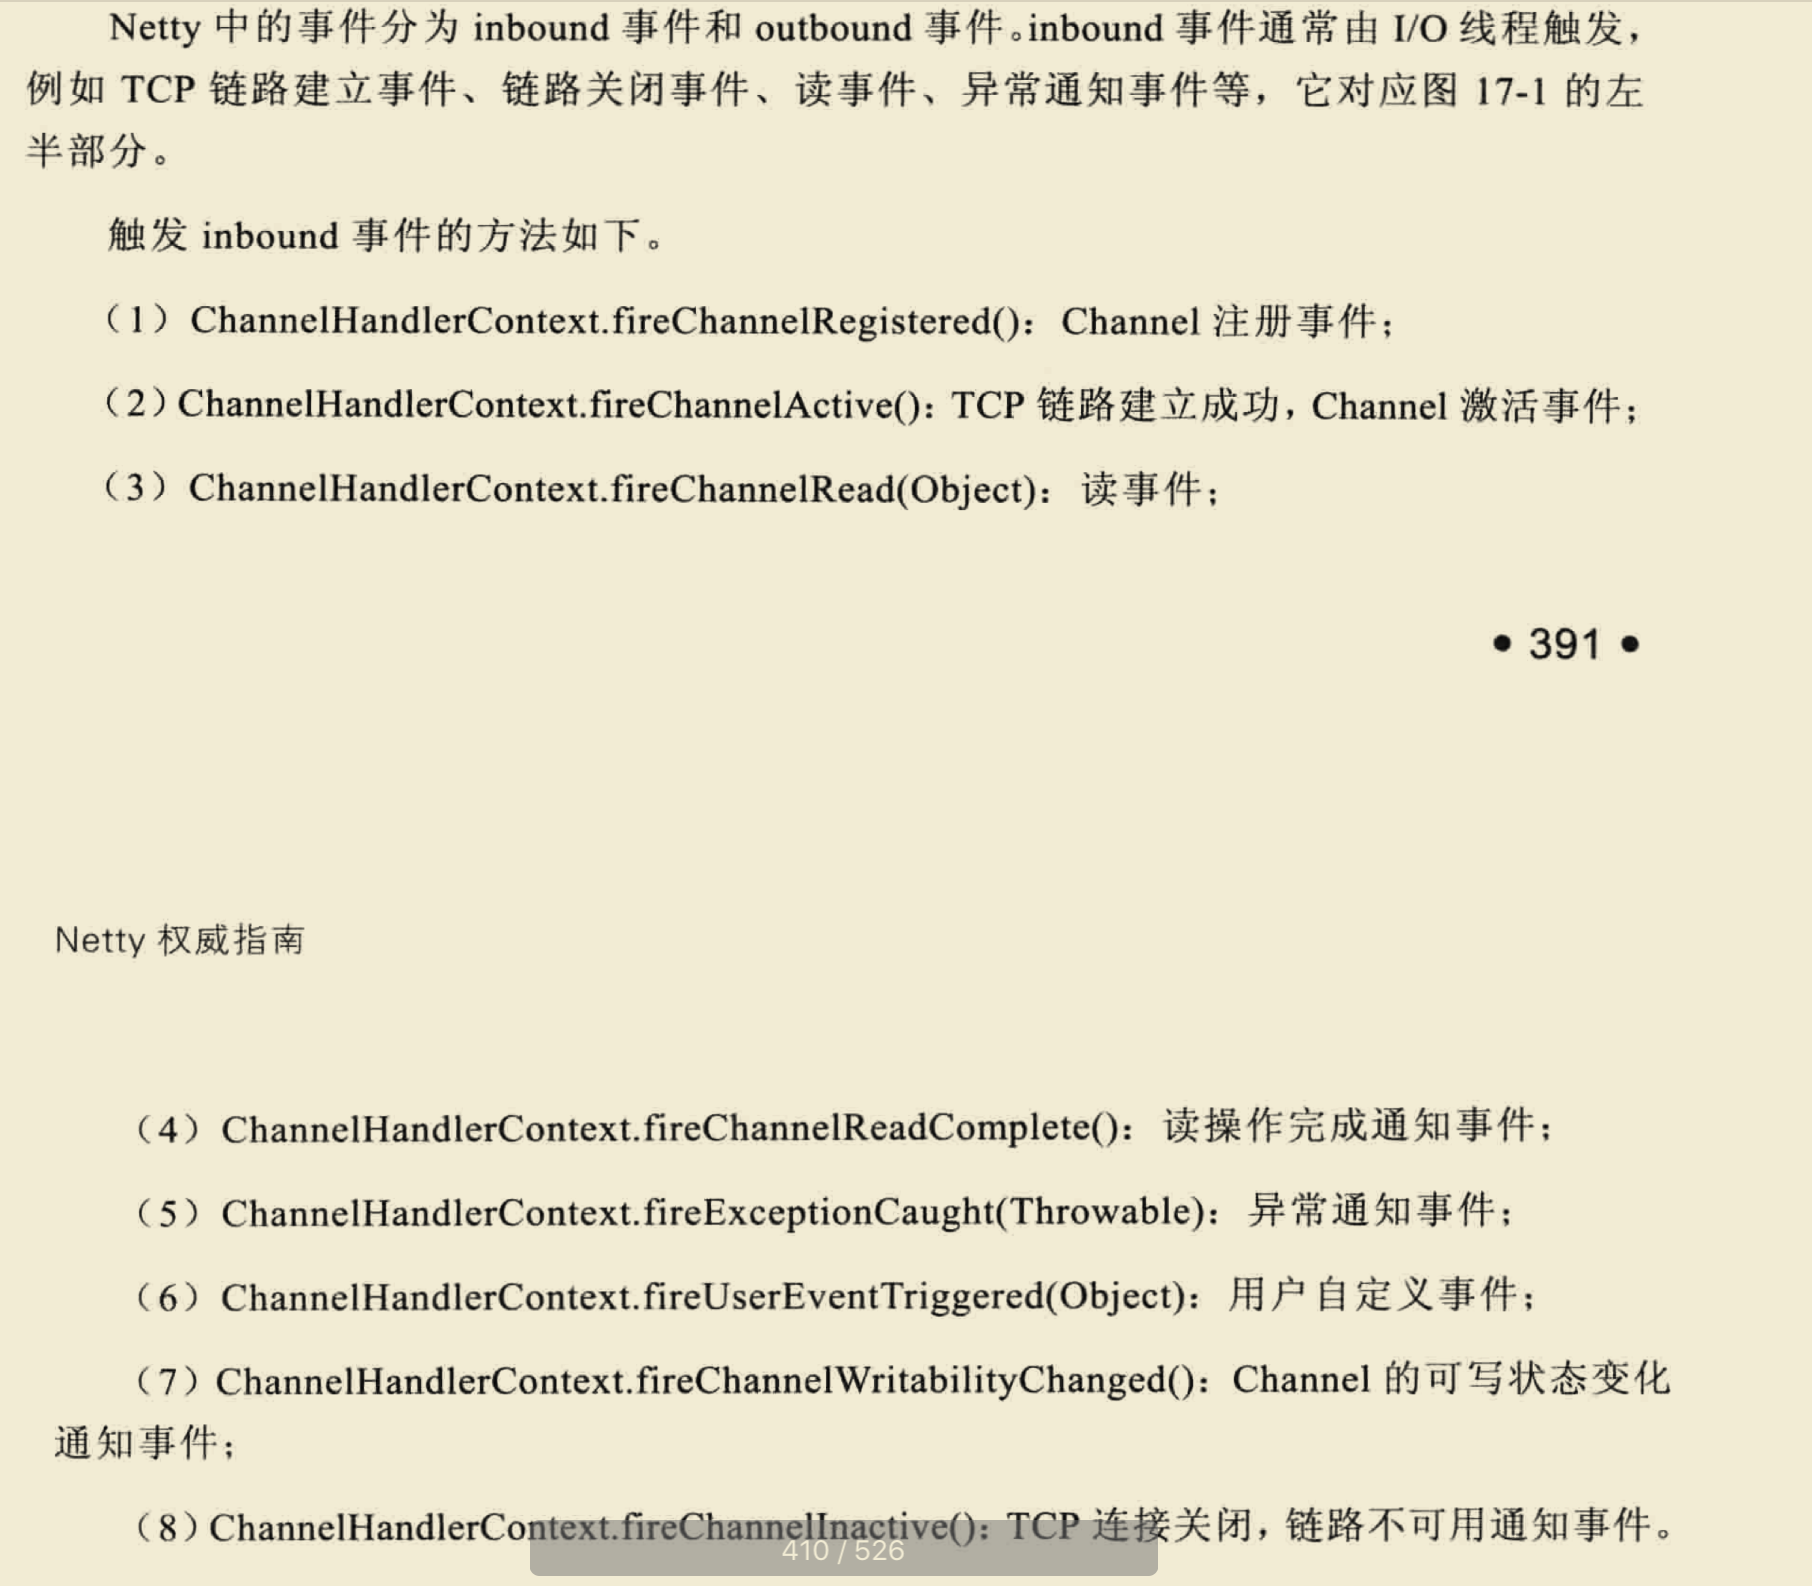 Netty 中的事件分为 inbound 事件和 outbound 事件。inbound 事件通常由 I/O 线程触发，
例如 TCP 链路建立事件、链路关闭事件、读事件、异常通知事件等，它对应图 17-1 的左
半部分。
触发 inbound 事件的方法如下。
（1）ChannelHandlerContext.fireChannelRegistered()：Channel 注册事件；
（2）ChannelHandlerContext.fireChannelActive()：TCP 链路建立成功，Channel 激活事件；
（3）ChannelHandlerContext.fireChannelRead(Object)：读事件；
• 391 •
Netty 权威指南
（4）ChannelHandlerContext.fireChannelReadComplete()：读操作完成通知事件；
（5）ChannelHandlerContext.fireExceptionCaught(Throwable)：异常通知事件；
（6）ChannelHandlerContext.fireUserEventTriggered(Object)：用户自定义事件；
（7）ChannelHandlerContext.fireChannelWritabilityChanged()：Channel 的可写状态变化
通知事件；
（8）ChannelHandlerContext.fireChannelInactive()：TCP 连接关闭，链路不可用通知事件。
410 / 526